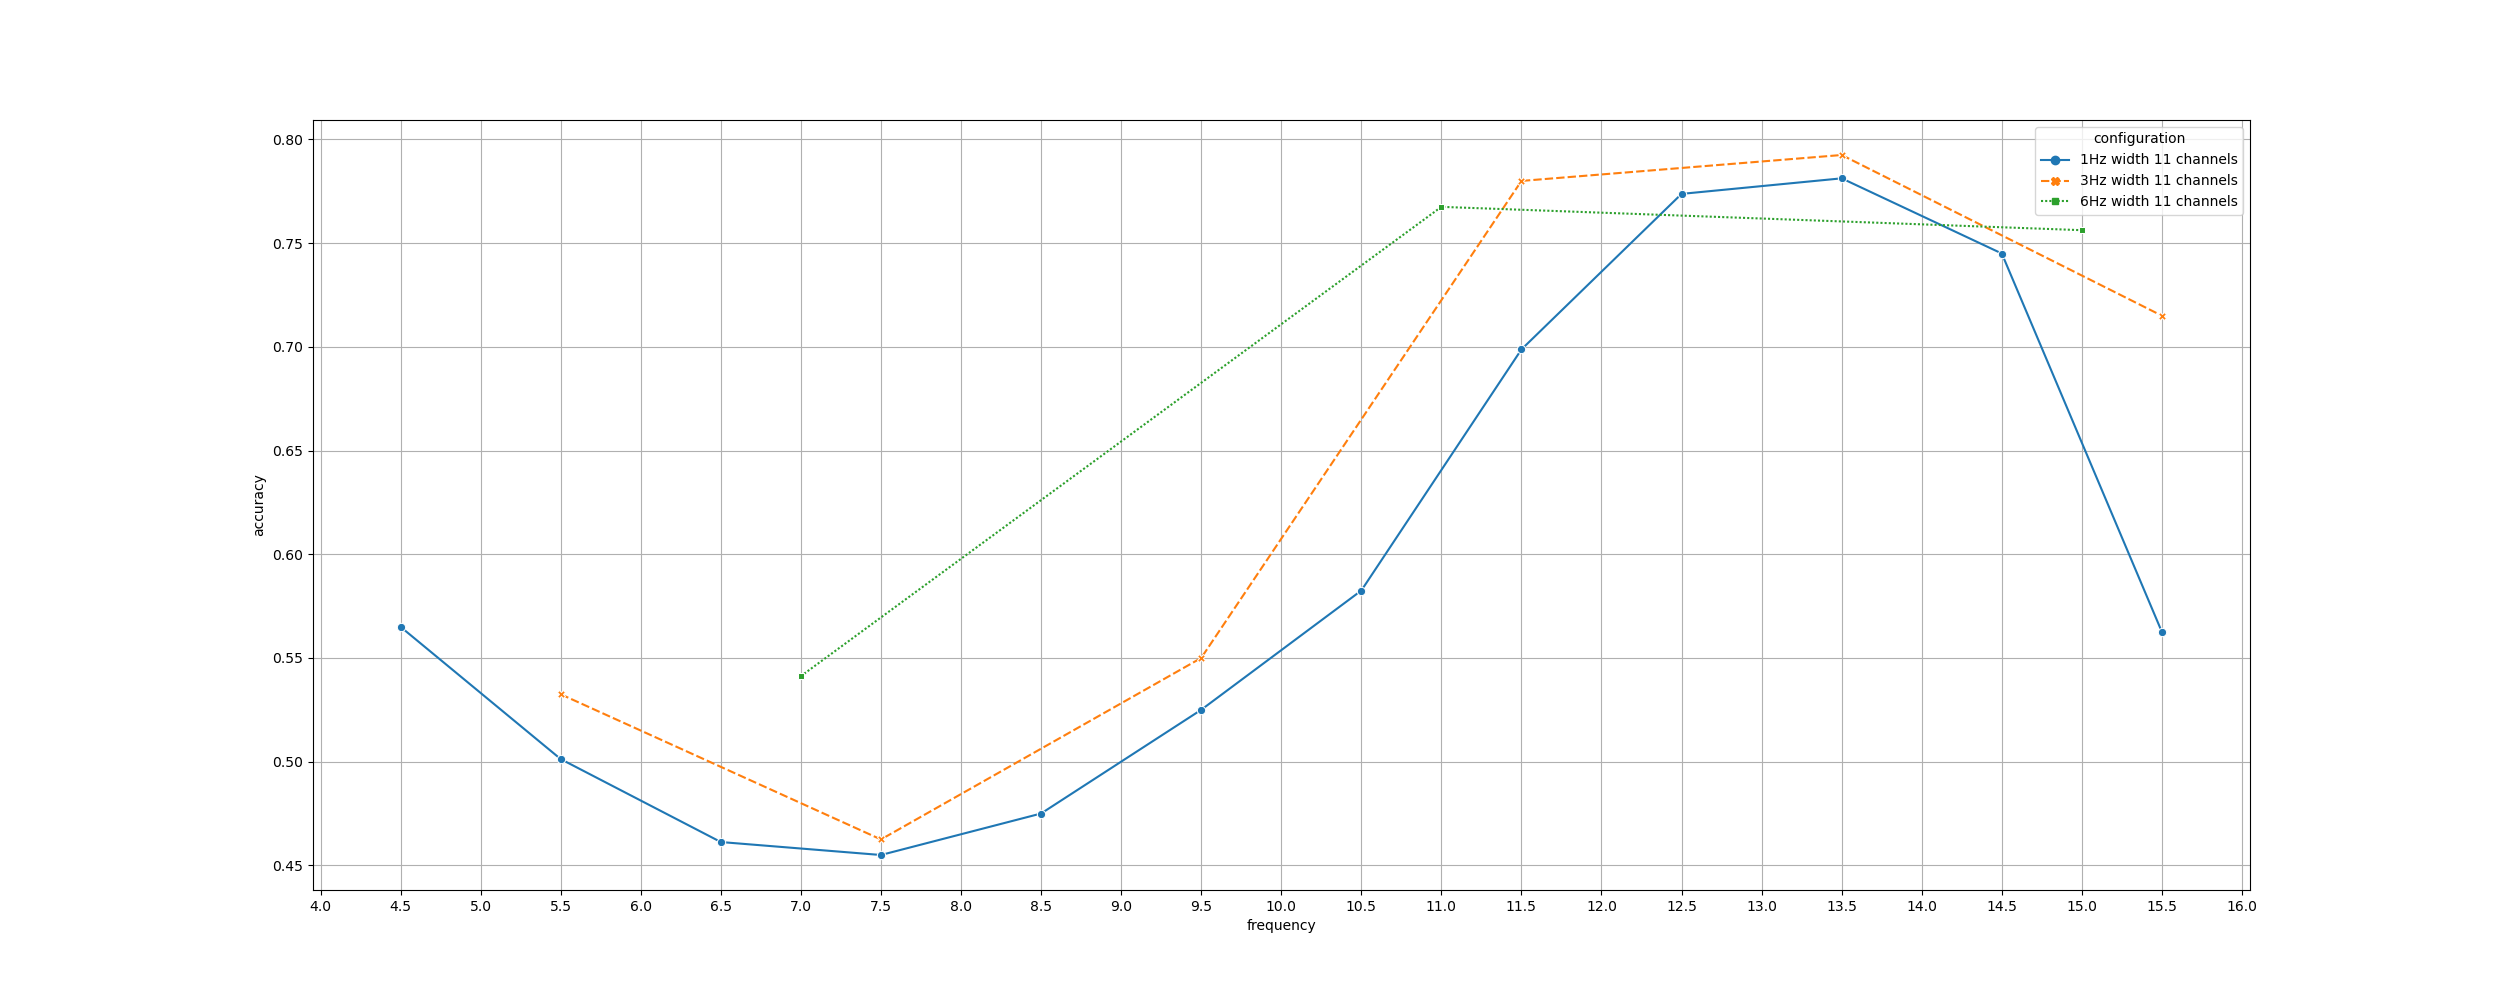 configuration
1Hz width 11 channels
3Hz width 11 channels
6Hz width 11 channels
accuracy
0.80
0.75
0.70
0.65
0.60
0.55
0.50
0.45
4.0 4.5 5.0 5.5 6.0 6.5 7.0 7.5 8.0 8.5 9.0 9.5 10.0 10.5 11.0 11.5 12.0 12.5 13.0 13.5 14.0 14.5 15.0 15.5 16.0
frequency